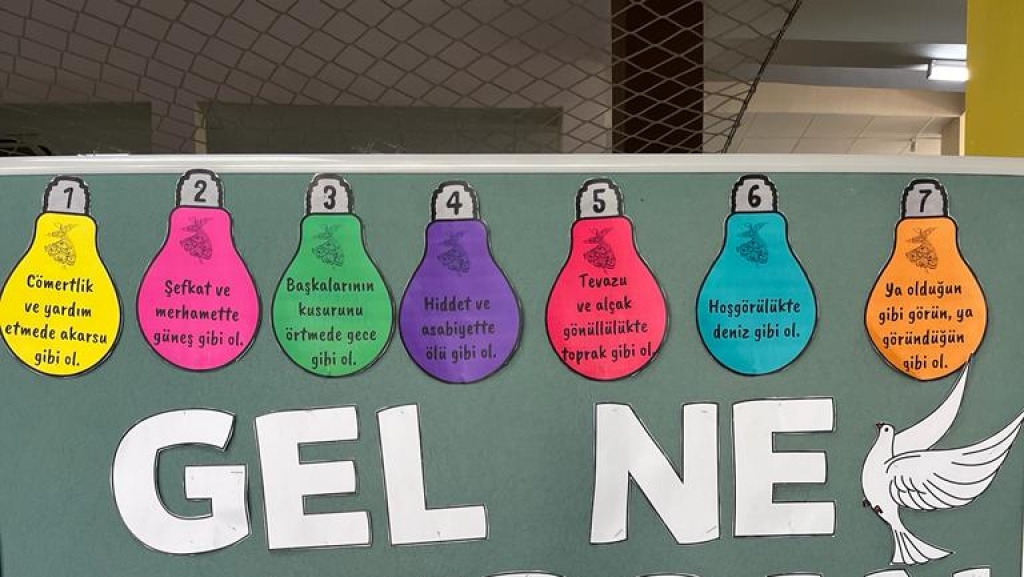 1
Cömertlik
ve yardım
etmede akarsu
gibi ol.
2
Şefkat ve
merhamette
güneş gibi ol.
3
Başkalarının
kusurunu
örtmede gece
gibi ol.
4
Hiddet ve
asabiyette
ölü gibi ol.
5
Tevazu
ve alçak
gönüllülükte
toprak gibi ol.
6
Hoşgörülükte
deniz gibi ol.
7
Ya olduğun
gibi görün, ya
göründüğün
gibi ol.
GEL NE